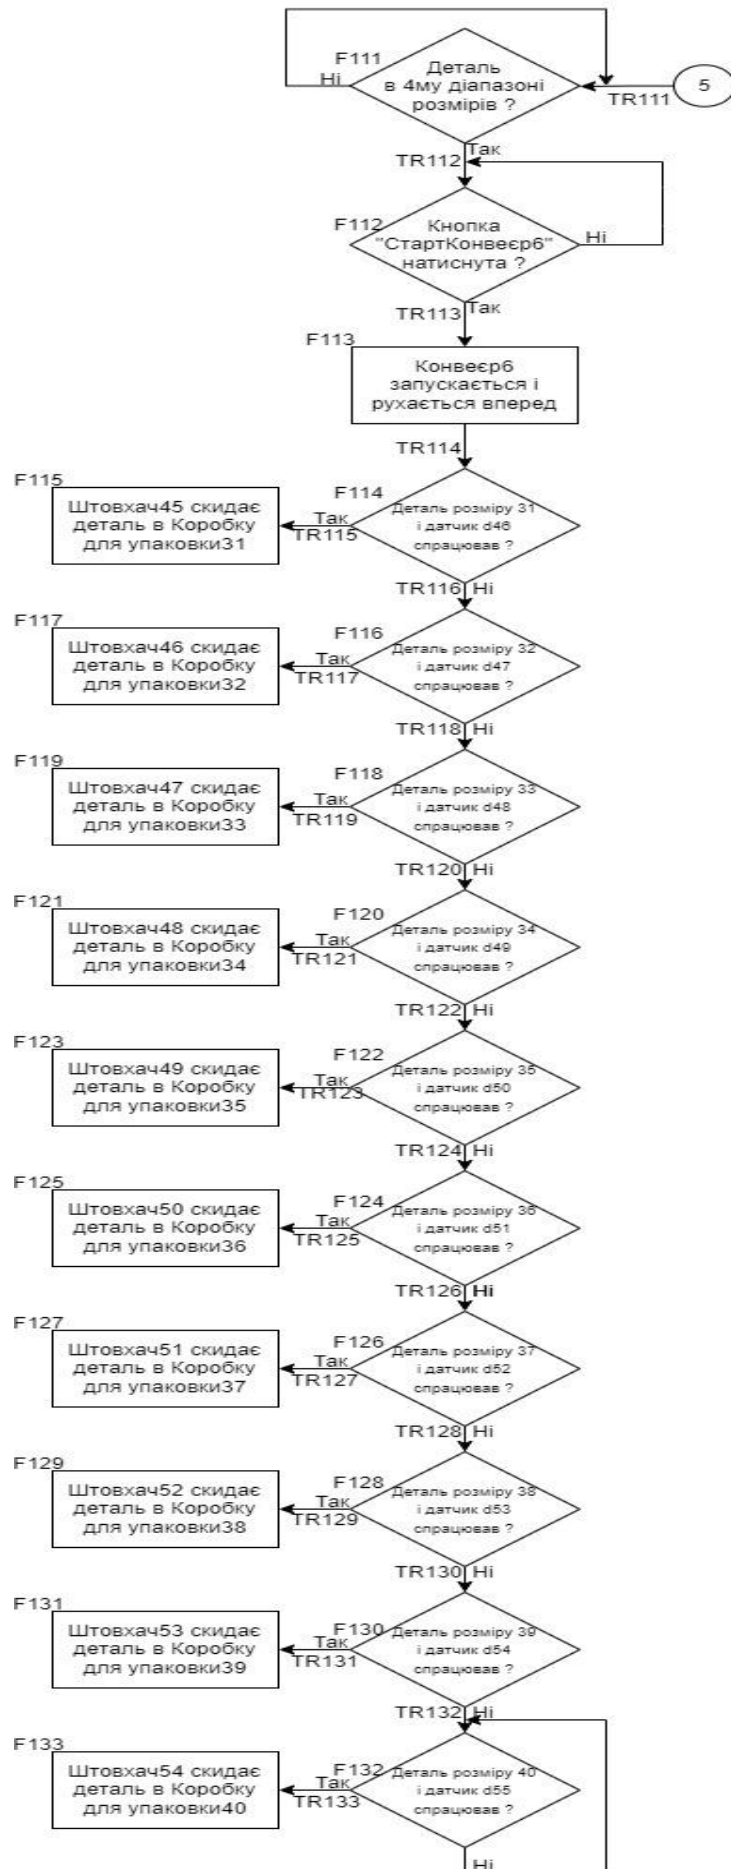 F111
Деталь
в 4му діапазоні
розмірів ?
Ні
5
TR111
Так
TR112
F112
Кнопка
"СтартКонвеєр6"
натиснута ?
Ні
Так
TR113
F113
Конвеєр6
запускається і
рухається вперед
TR114
F115
Штовхач45 скидає
деталь в Коробку
для упаковки31
F114
Так
TR115
Деталь розміру 31
і датчик d46
спрацював ?
TR116 Ні
F117
Штовхач46 скидає
деталь в Коробку
для упаковки32
F116
Так
TR117
Деталь розміру 32
і датчик d47
спрацював ?
TR118 Ні
F119
Штовхач47 скидає
деталь в Коробку
для упаковки33
F118
Так
TR119
Деталь розміру 33
і датчик d48
спрацював ?
TR120 Ні
F121
Штовхач48 скидає
деталь в Коробку
для упаковки34
F120
Так
TR121
Деталь розміру 34
і датчик d49
спрацював ?
TR122 Ні
F123
Штовхач49 скидає
деталь в Коробку
для упаковки35
F122
Так
TR123
Деталь розміру 35
і датчик d50
спрацював ?
TR124 Ні
F125
Штовхач50 скидає
деталь в Коробку
для упаковки36
F124
Так
TR125
Деталь розміру 36
і датчик d51
спрацював ?
TR126 Ні
F127
Штовхач51 скидає
деталь в Коробку
для упаковки37
F126
Так
TR127
Деталь розміру 37
і датчик d52
спрацював ?
TR128 Ні
F129
Штовхач52 скидає
деталь в Коробку
для упаковки38
F128
Так
TR129
Деталь розміру 38
і датчик d53
спрацював ?
TR130 Ні
F131
Штовхач53 скидає
деталь в Коробку
для упаковки39
F130
Так
TR131
Деталь розміру 39
і датчик d54
спрацював ?
TR132 Ні
F133
Штовхач54 скидає
деталь в Коробку
для упаковки40
F132
Так
TR133
Деталь розміру 40
і датчик d55
спрацював ?
Ні